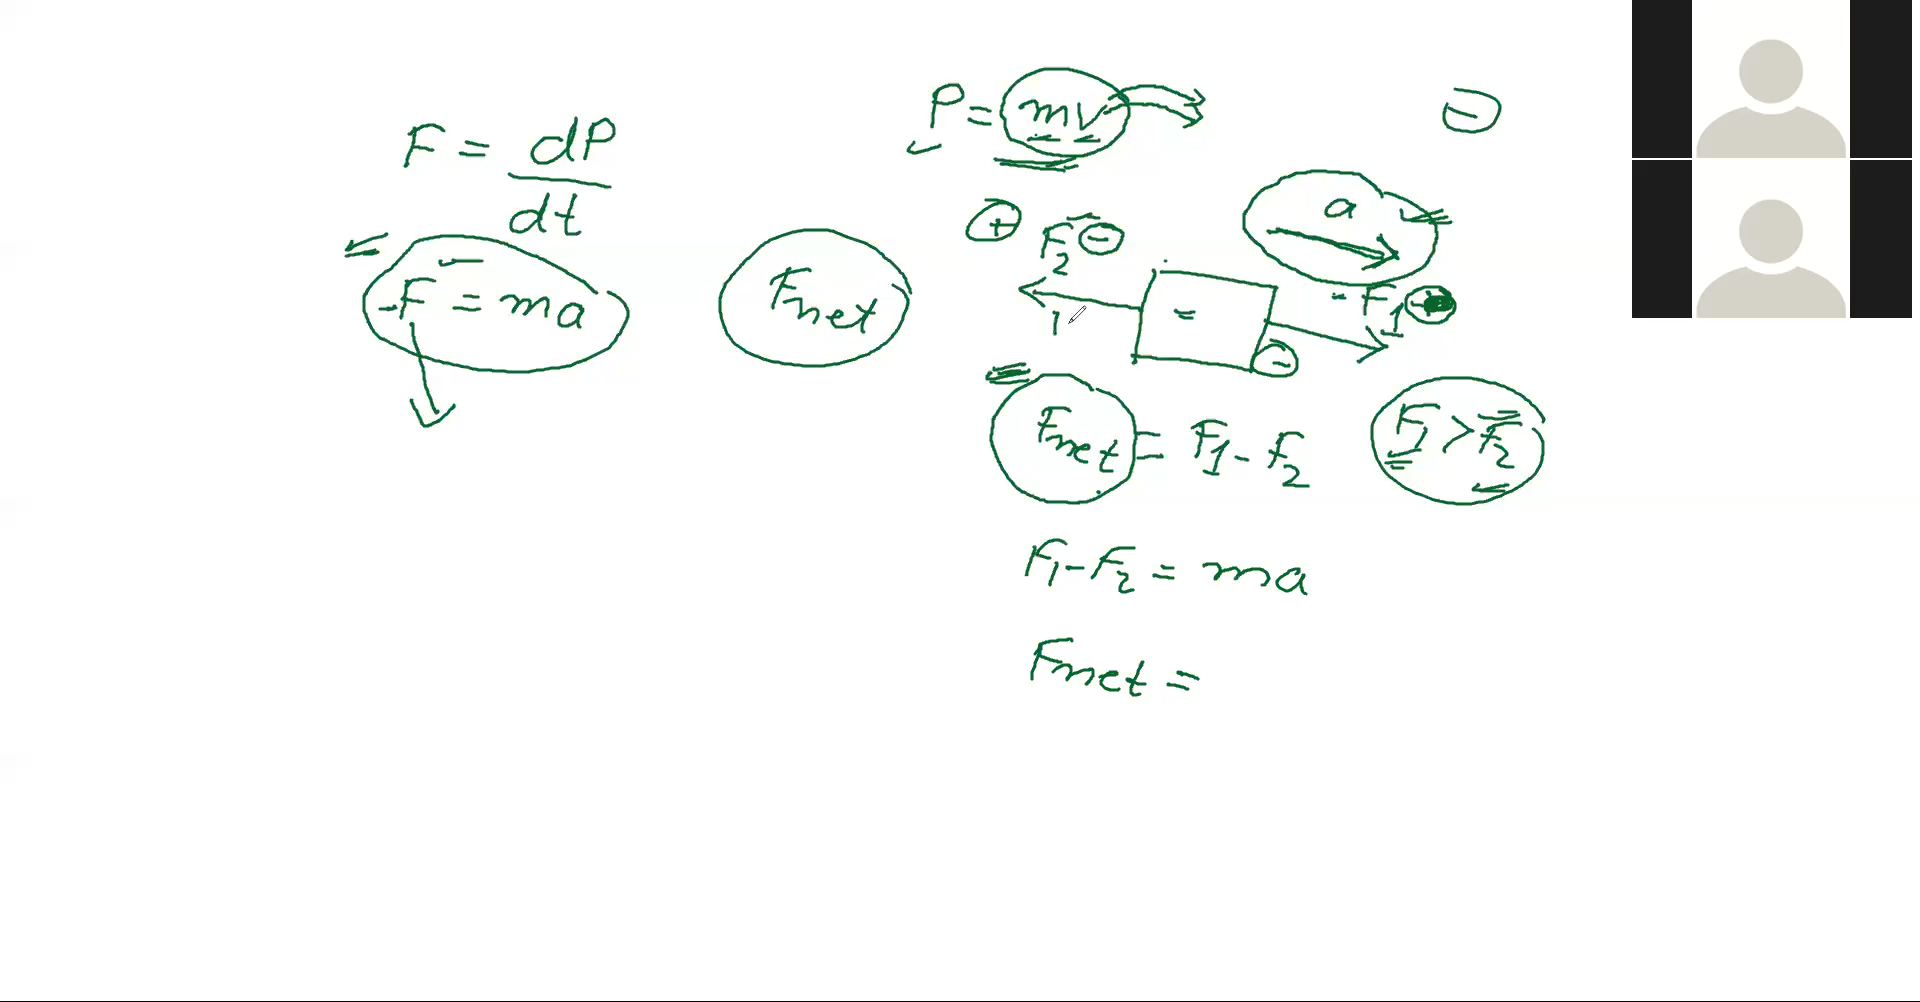 F = dP/dt
-F = ma
Fnet
P = mv
−
+
F2 −
a
F1
=
−
Fnet = F1 - F2
F1 > F2
F1 - F2 = ma
Fnet =